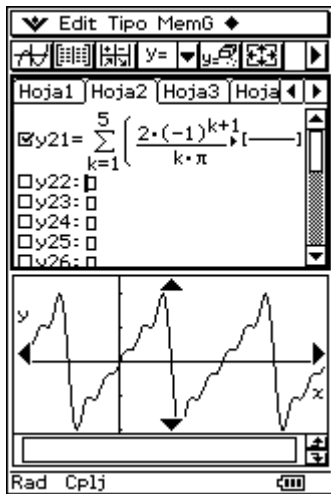 Edit Tipo MemG
y=
Hoja1 Hoja2 Hoja3 Hoja
y21= 5 ∑ k=1 ( 2·(-1)^k+1 / k·π [—]
y22:
y23:
y24:
y25:
y26:
y
x
Rad Cplj